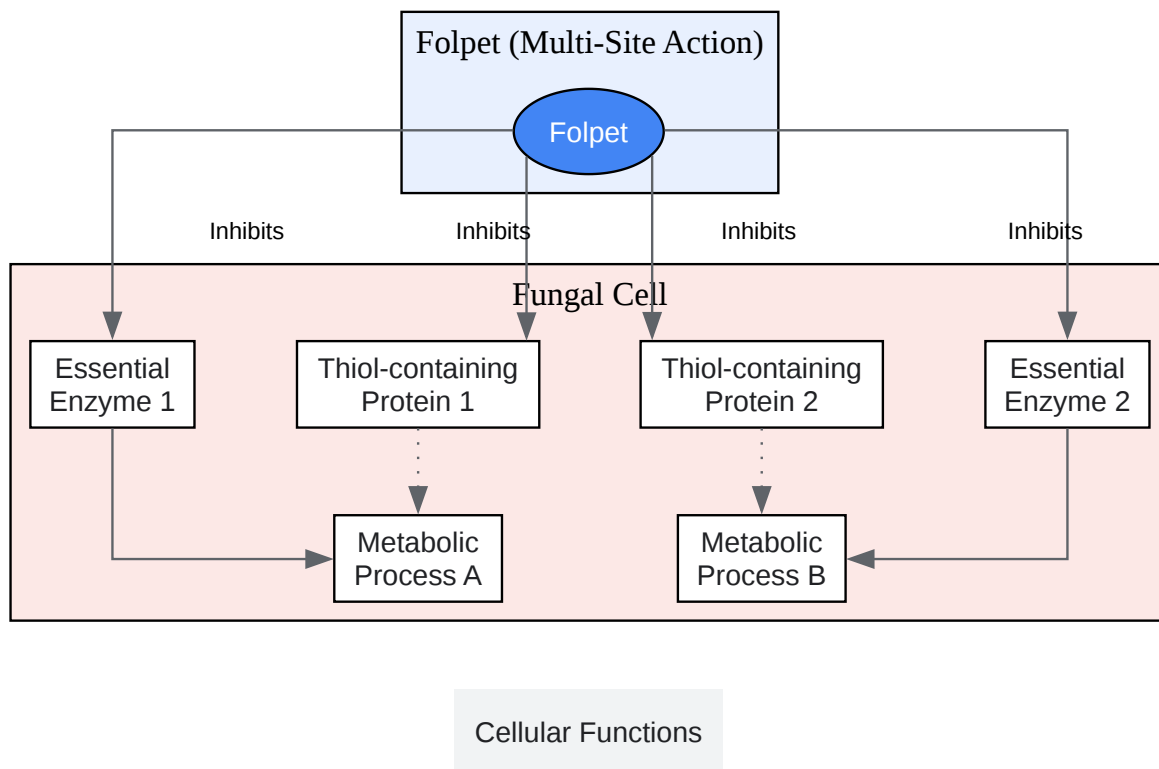 Folpet (Multi-Site Action)
Folpet
Inhibits
Inhibits
Inhibits
Inhibits
Fungal Cell
Essential
Enzyme 1
Thiol-containing
Protein 1
Thiol-containing
Protein 2
Essential
Enzyme 2
Metabolic
Process A
Metabolic
Process B
Cellular Functions